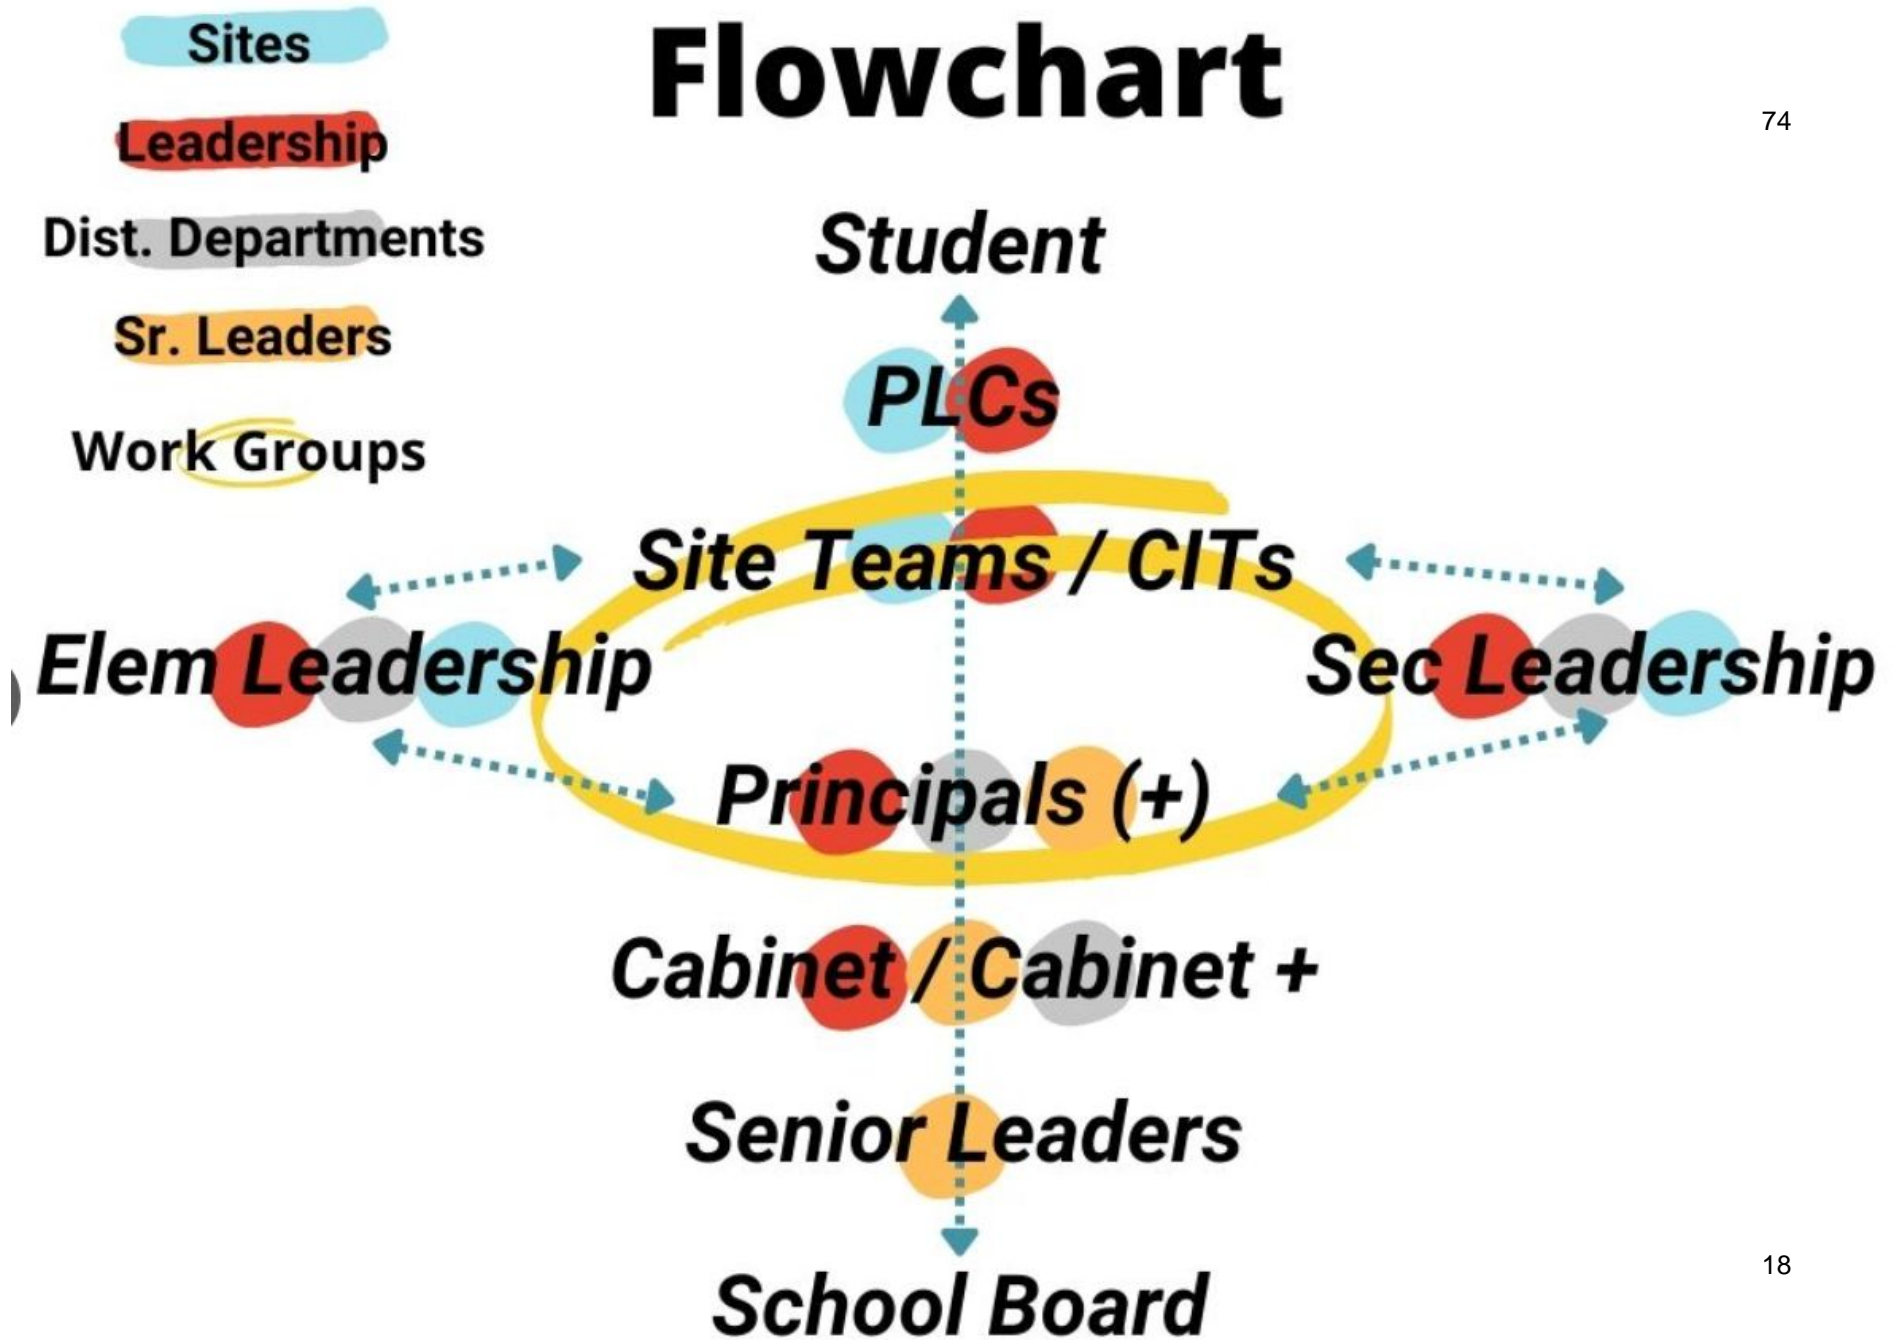 Flowchart
Sites
Leadership
Dist. Departments
Sr. Leaders
Work Groups
74
Student
PLCs
Site Teams / CITs
Elem Leadership
Sec Leadership
Principals (+)
Cabinet / Cabinet +
Senior Leaders
School Board
18